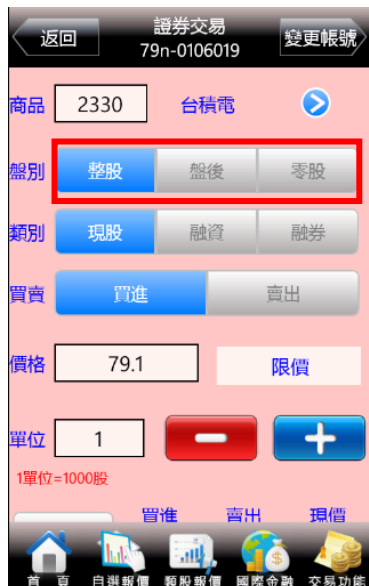 返回
證券交易
79n-0106019
變更帳號
商品 2330 台積電
盤別 整股 盤後 零股
類別 現股 融資 融券
買賣 買進 賣出
價格 79.1 限價
單位 1
1單位=1000股
買進 賣出 現價
首頁 自選報價 類股報價 國際金融 交易功能